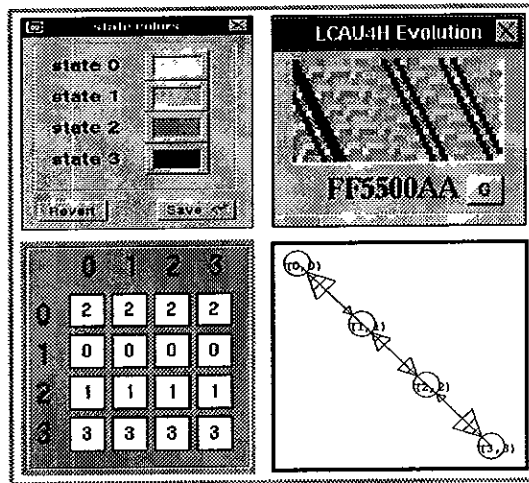 state colors
state 0
state 1
state 2
state 3
Revert
Save
LCAU4H Evolution
FF5500AA
G
0 1 2 3
0 2 2 2 2
1 0 0 0 0
2 1 1 1 1
3 3 3 3 3
(0,0)
(1,1)
(2,2)
(3,3)